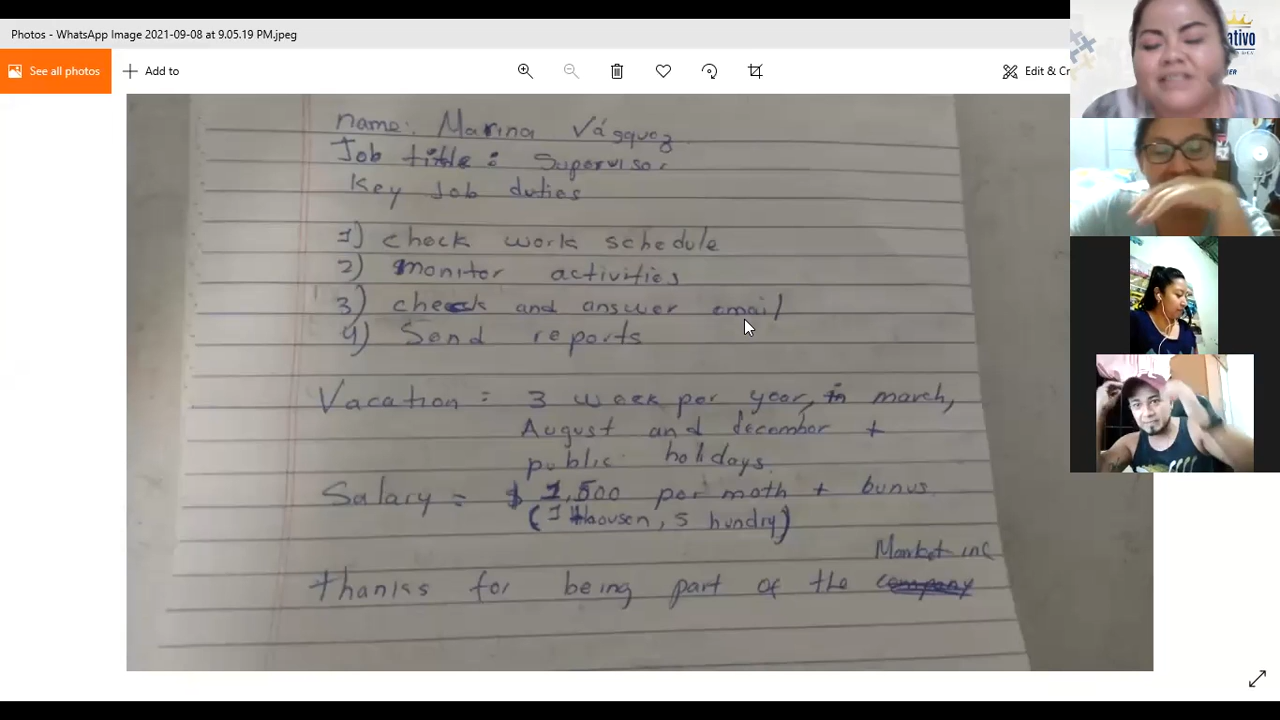 Photos - WhatsApp Image 2021-09-08 at 9.05.19 PM.jpeg
See all photos
Add to
Edit & Cr
ativo
ER
name: Marina Vásquez
Job title: Supervisor
Key Job duties
1) check work schedule
2) monitor activities
3) check and answer email
4) Send reports
Vacation = 3 week per year, in march,
August and december +
public holidays.
Salary = $ 1,500 per moth + bunus.
(1 thousen, 5 hundry)
Market inc
thanks for being part of the company